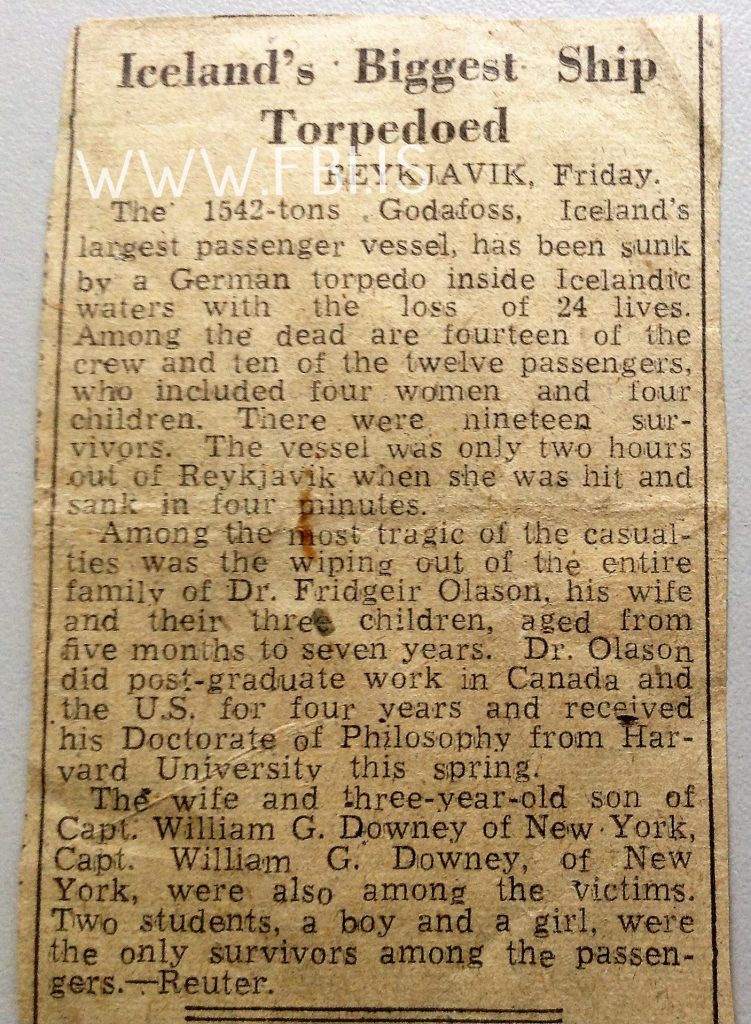 Iceland's Biggest Ship
Torpedoed
WWW.FBIIS
REYKJAVIK, Friday.
The 1542-tons Godafoss, Iceland's
largest passenger vessel, has been sunk
by a German torpedo inside Icelandic
waters with the loss of 24 lives.
Among the dead are fourteen of the
crew and ten of the twelve passengers,
who included four women and four
children. There were nineteen sur-
vivors. The vessel was only two hours
out of Reykjavik when she was hit and
sank in four minutes.
Among the most tragic of the casual-
ties was the wiping out of the entire
family of Dr. Fridgeir Olason, his wife
and their three children, aged from
five months to seven years. Dr. Olason
did post-graduate work in Canada and
the U.S. for four years and received
his Doctorate of Philosophy from Har-
vard University this spring.
The wife and three-year-old son of
Capt. William G. Downey of New York,
Capt. William G. Downey, of New
York, were also among the victims.
Two students, a boy and a girl, were
the only survivors among the passen-
gers.—Reuter.